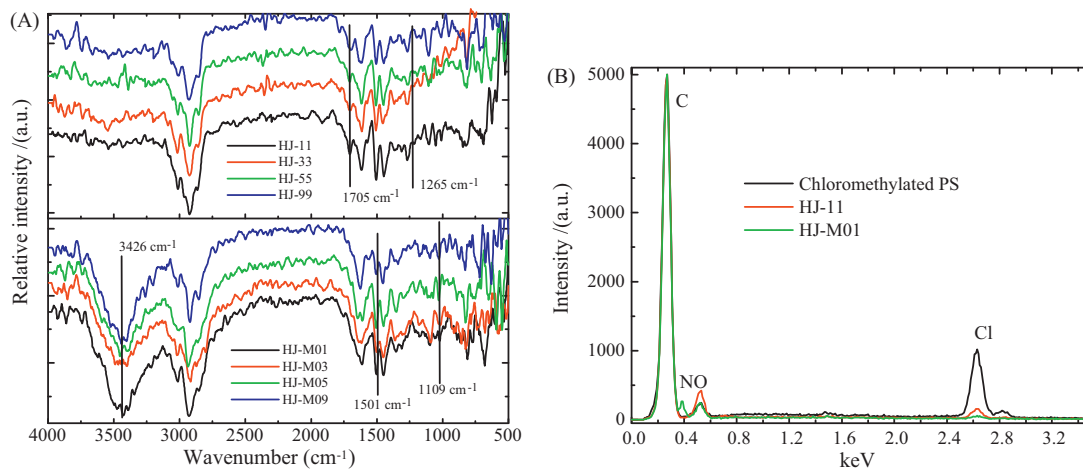 (A)
Relative intensity /(a.u.)
HJ-11
HJ-33
HJ-55
HJ-99
1705 cm⁻¹
1265 cm⁻¹
3426 cm⁻¹
HJ-M01
HJ-M03
HJ-M05
HJ-M09
1501 cm⁻¹
1109 cm⁻¹
4000 3500 3000 2500 2000 1500 1000 500
Wavenumber (cm⁻¹)
(B)
Intensity /(a.u.)
5000
4000
3000
2000
1000
0
C
NO
Cl
Chloromethylated PS
HJ-11
HJ-M01
0.0 0.4 0.8 1.2 1.6 2.0 2.4 2.8 3.2
keV